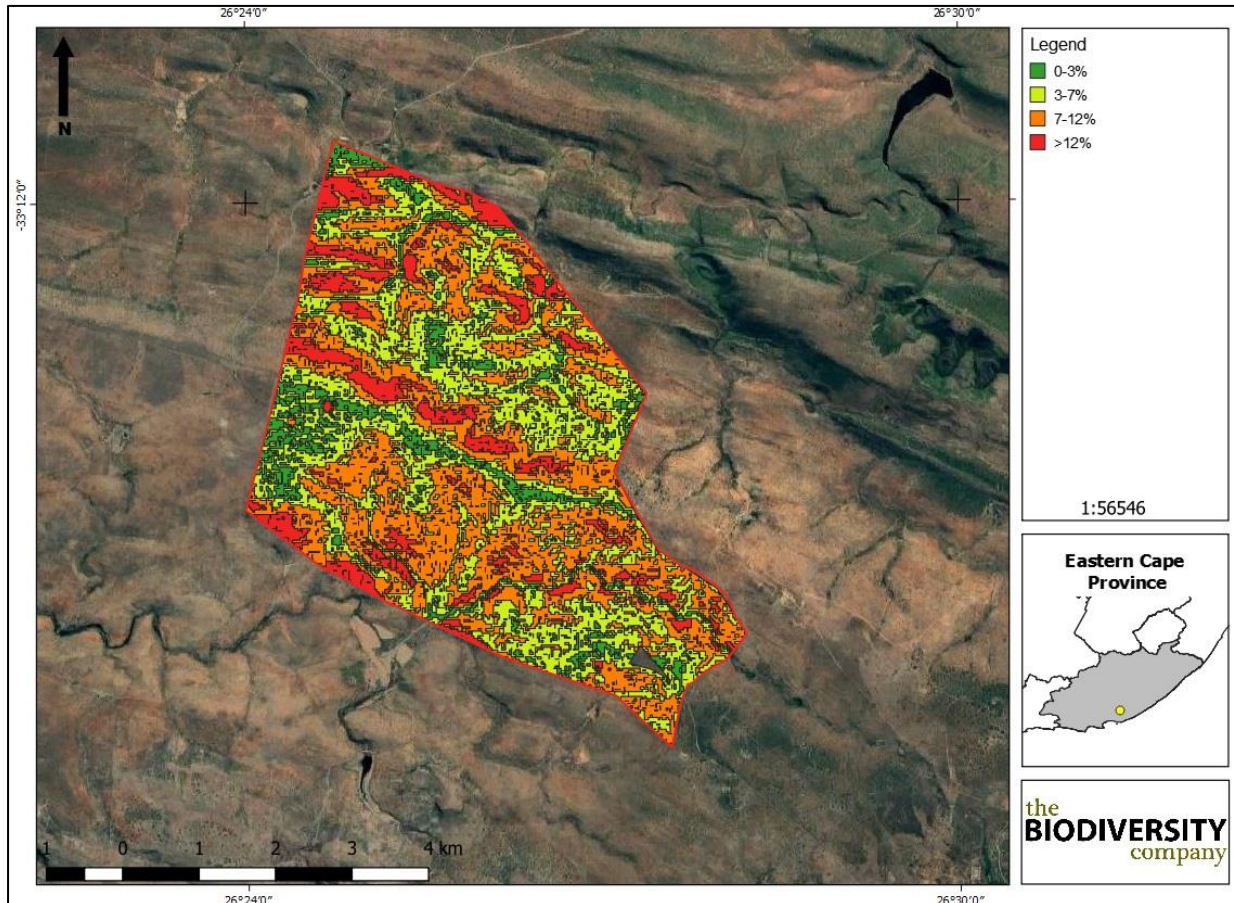 26°24'0"
26°30'0"
-33°12'0"
N
Legend
0-3%
3-7%
7-12%
>12%
1:56546
Eastern Cape
Province
the
BIODIVERSITY
company
1 0 1 2 3 4 km
26°24'0"
26°30'0"